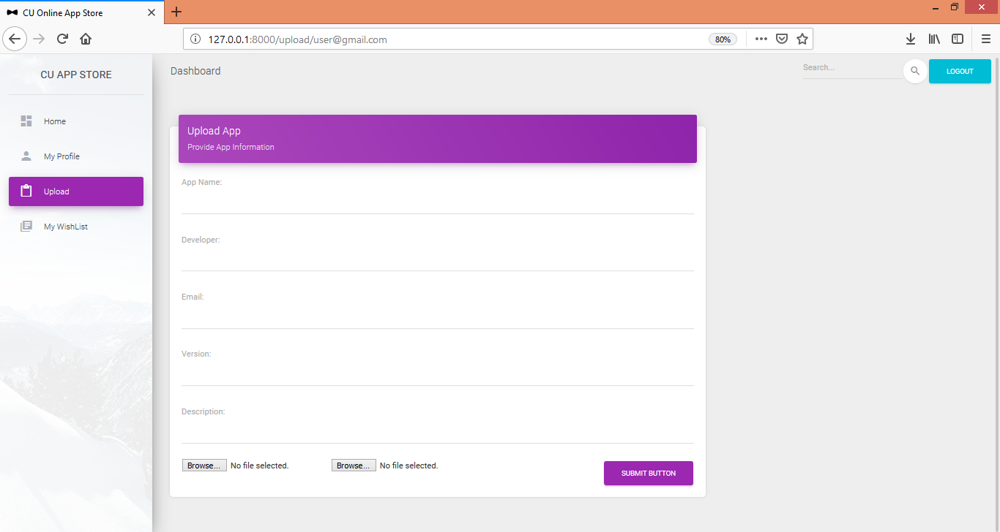 CU Online App Store
127.0.0.1:8000/upload/user@gmail.com
80%
CU APP STORE
Dashboard
Search...
LOGOUT
Home
My Profile
Upload
My WishList
Upload App
Provide App Information
App Name:
Developer:
Email:
Version:
Description:
Browse... No file selected. Browse... No file selected.
SUBMIT BUTTON